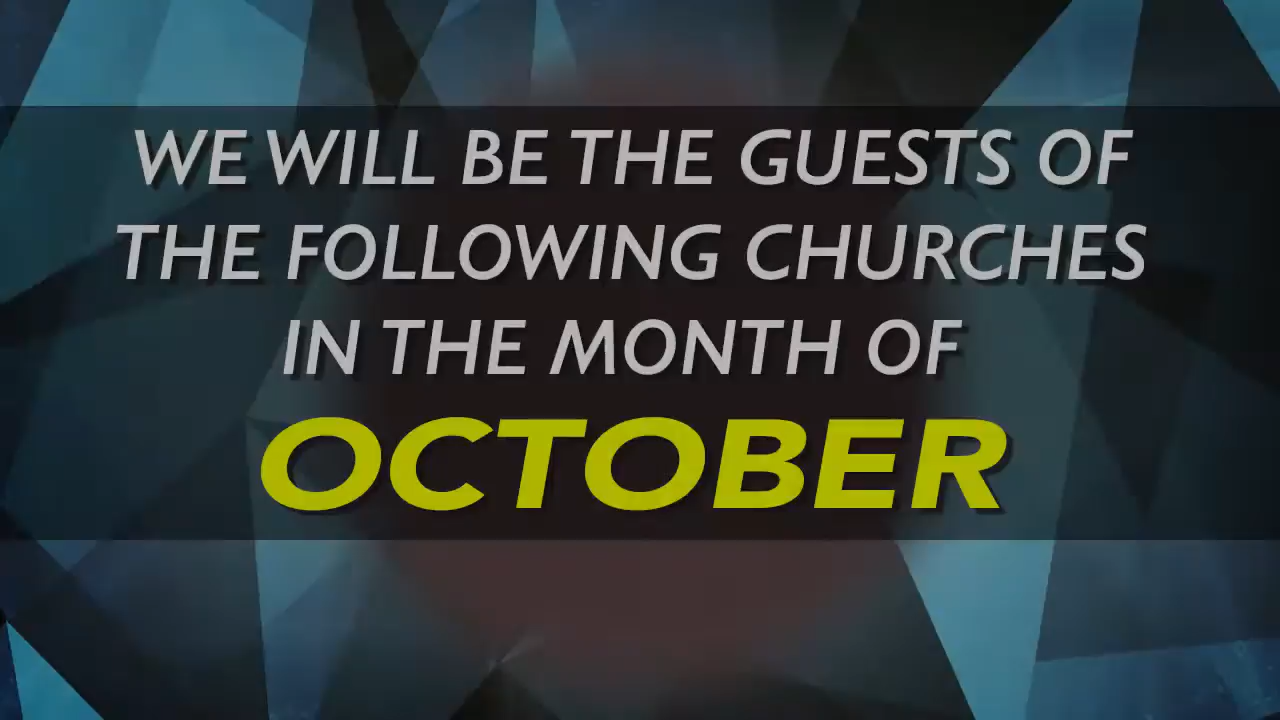 WE WILL BE THE GUESTS OF
THE FOLLOWING CHURCHES
IN THE MONTH OF
OCTOBER